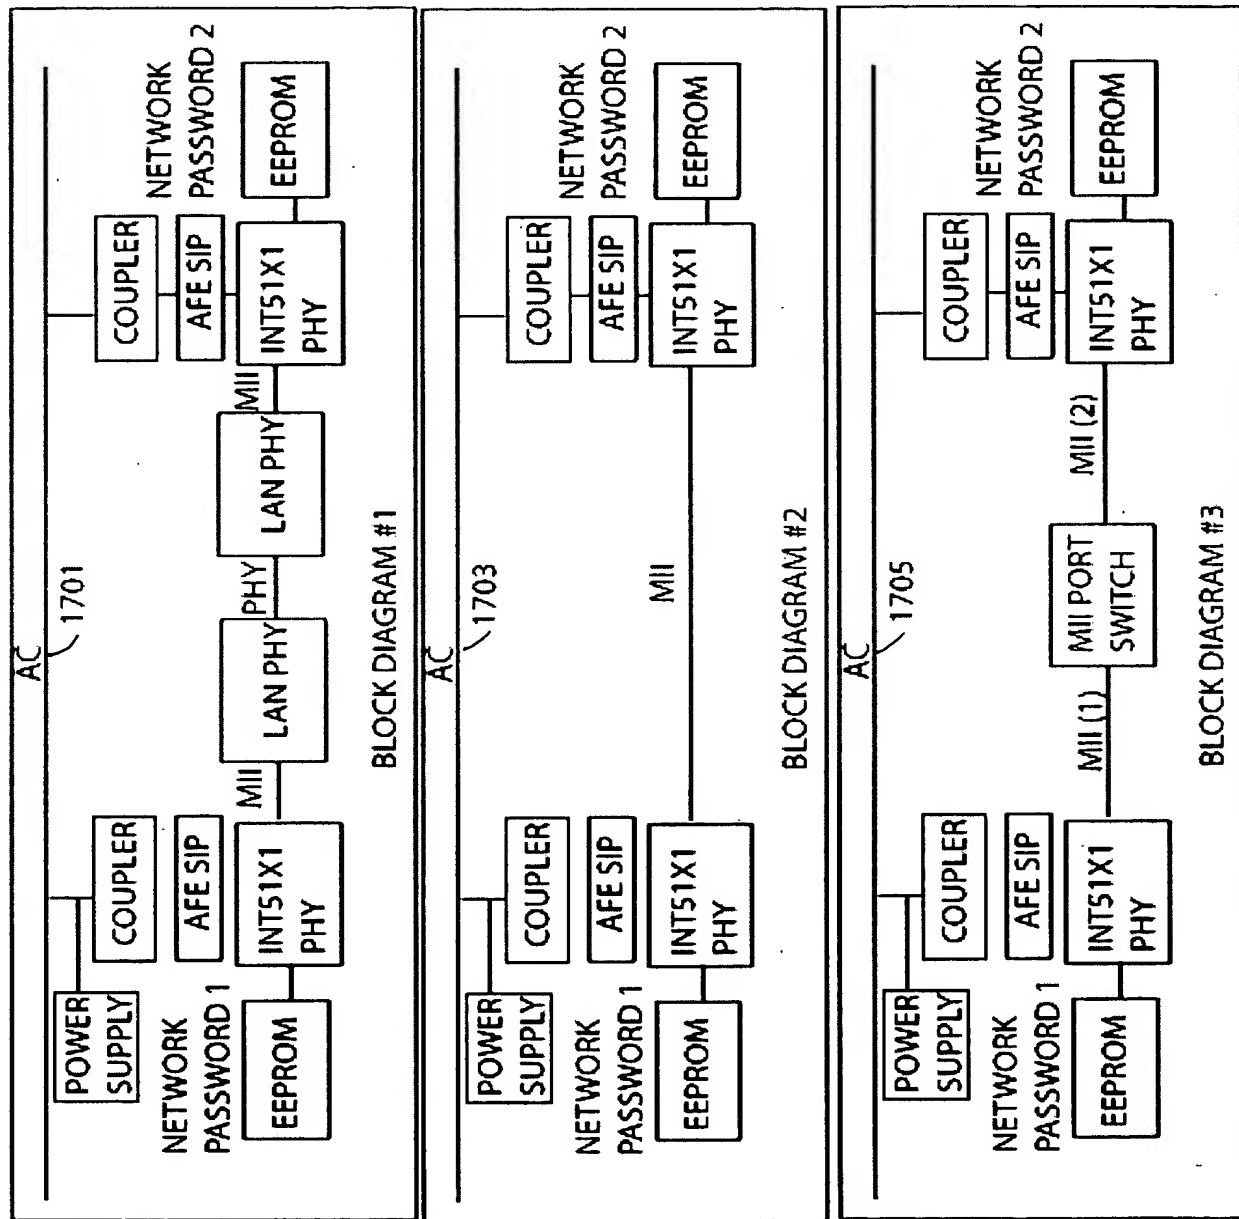 AC
1701
POWER
SUPPLY
COUPLER
COUPLER
NETWORK
PASSWORD 1
AFE SIP
AFE SIP
NETWORK
PASSWORD 2
EEPROM
INT51X1
PHY
MII
LAN PHY
PHY
LAN PHY
MII
INT51X1
PHY
EEPROM
BLOCK DIAGRAM #1
AC
1703
POWER
SUPPLY
COUPLER
COUPLER
NETWORK
PASSWORD 1
AFE SIP
AFE SIP
NETWORK
PASSWORD 2
EEPROM
INT51X1
PHY
MII
INT51X1
PHY
EEPROM
BLOCK DIAGRAM #2
AC
1705
POWER
SUPPLY
COUPLER
COUPLER
NETWORK
PASSWORD 1
AFE SIP
AFE SIP
NETWORK
PASSWORD 2
EEPROM
INT51X1
PHY
MII (1)
MII PORT
SWITCH
MII (2)
INT51X1
PHY
EEPROM
BLOCK DIAGRAM #3